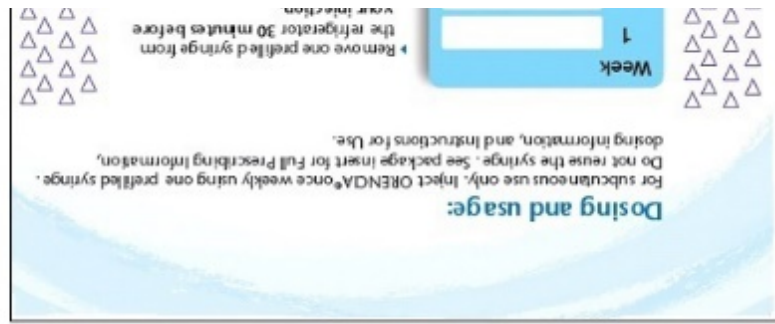 Dosing and usage:
For subcutaneous use only. Inject ORENCIA® once weekly using one prefilled syringe.
Do not reuse the syringe. See package insert for Full Prescribing Information,
dosing information, and Instructions for Use.
Week
1
Remove one prefilled syringe from
the refrigerator 30 minutes before
your injection